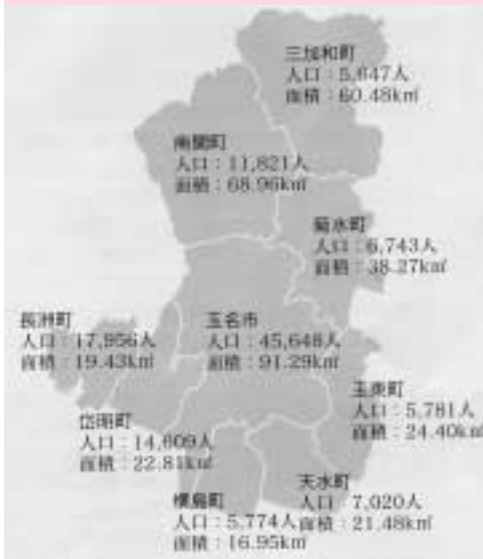 三加和町
人口：5,647人
面積：60.48k㎡
南関町
人口：11,821人
面積：68.96k㎡
菊水町
人口：6,743人
面積：38.27k㎡
長洲町
人口：17,956人
面積：19.43k㎡
玉名市
人口：45,648人
面積：91.29k㎡
玉東町
人口：5,781人
面積：24.40k㎡
岱明町
人口：14,609人
面積：22.81k㎡
天水町
人口：7,020人
面積：21.48k㎡
横島町
人口：5,774人
面積：16.95k㎡